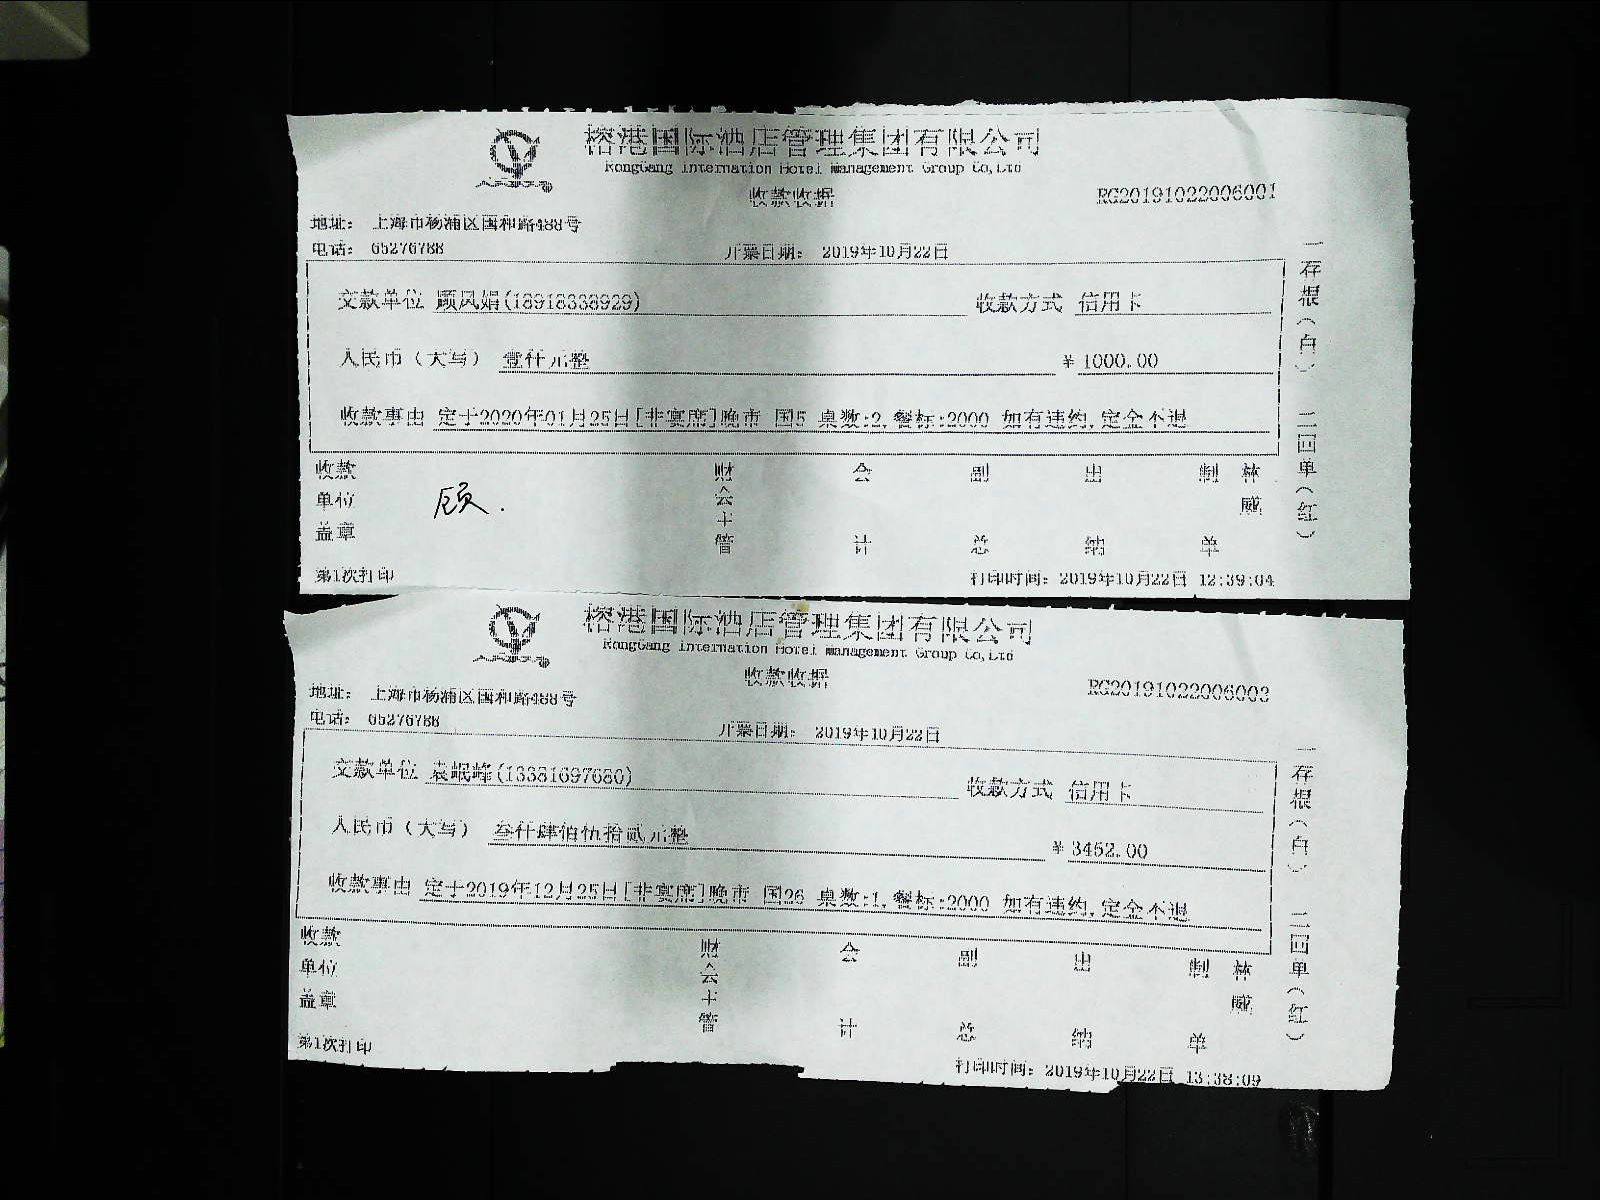 榕港国际酒店管理集团有限公司
RongGang Internation Hotel Management Group Co,Ltd
收款收据
RG20191022006001
地址： 上海市杨浦区国和路488号
电话： 65276788 开票日期： 2019年10月22日
交款单位 顾凤娟(18918338929) 收款方式 信用卡
人民币（大写） 壹仟元整 ¥ 1000.00
收款事由 定于2020年01月25日[非宴席]晚市 国5 桌数:2,餐标:2000 如有违约,定金不退
收款单位盖章 顾. 财会主管 会计 副总 出纳 制单 林威
第1次打印 打印时间：2019年10月22日 12:39:04
一存根（白） 二回单（红）
榕港国际酒店管理集团有限公司
RongGang Internation Hotel Management Group Co,Ltd
收款收据
RG20191022006003
地址： 上海市杨浦区国和路488号
电话： 65276788 开票日期： 2019年10月22日
交款单位 袁岷峰(13381697680) 收款方式 信用卡
人民币（大写） 叁仟肆佰伍拾贰元整 ¥ 3452.00
收款事由 定于2019年12月25日[非宴席]晚市 国26 桌数:1,餐标:2000 如有违约,定金不退
收款单位盖章 财会主管 会计 副总 出纳 制单 林威
第1次打印 打印时间：2019年10月22日 13:38:09
一存根（白） 二回单（红）